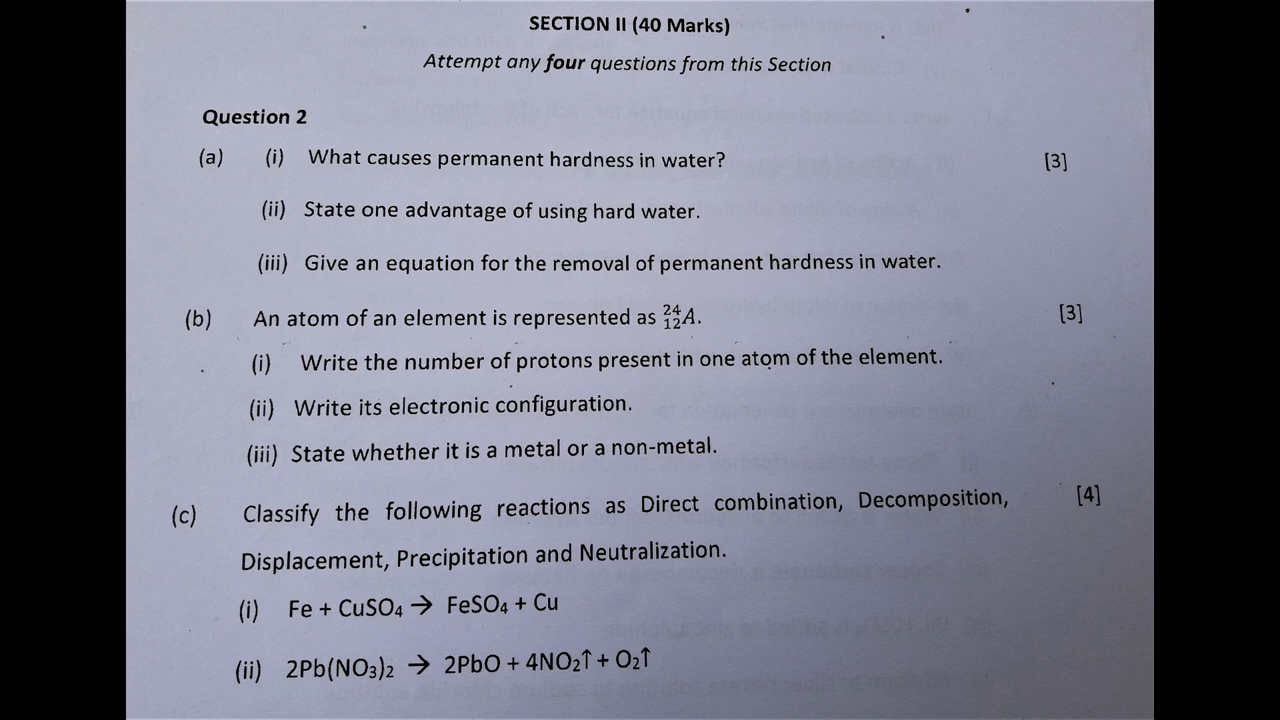 SECTION II (40 Marks)
Attempt any four questions from this Section
Question 2
(a) (i) What causes permanent hardness in water? [3]
(ii) State one advantage of using hard water.
(iii) Give an equation for the removal of permanent hardness in water.
(b) An atom of an element is represented as ²⁴₁₂A. [3]
(i) Write the number of protons present in one atom of the element.
(ii) Write its electronic configuration.
(iii) State whether it is a metal or a non-metal.
(c) Classify the following reactions as Direct combination, Decomposition, [4]
Displacement, Precipitation and Neutralization.
(i) Fe + CuSO₄ → FeSO₄ + Cu
(ii) 2Pb(NO₃)₂ → 2PbO + 4NO₂↑ + O₂↑